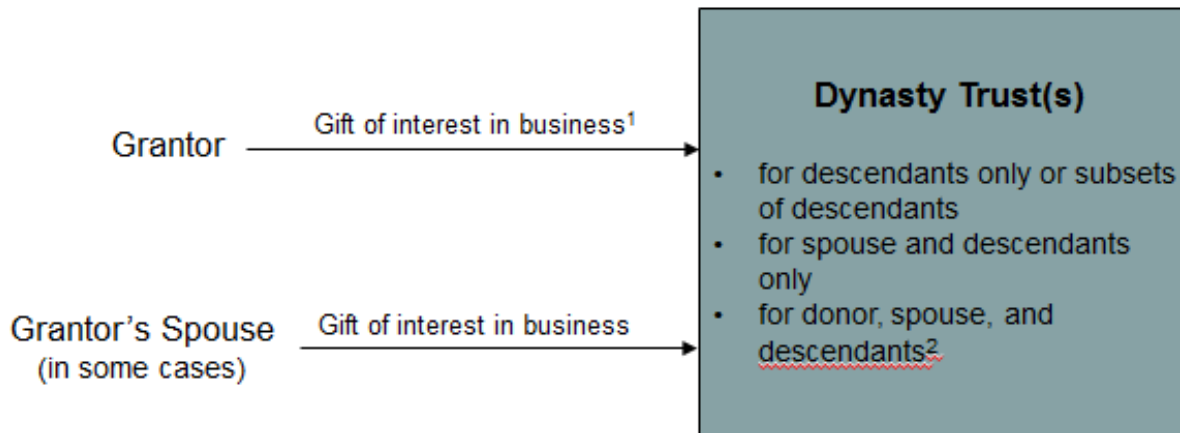 Dynasty Trust(s)
Gift of interest in business¹
Grantor
• for descendants only or subsets
of descendants
• for spouse and descendants
only
• for donor, spouse, and
descendants²
Grantor’s Spouse
(in some cases)
Gift of interest in business